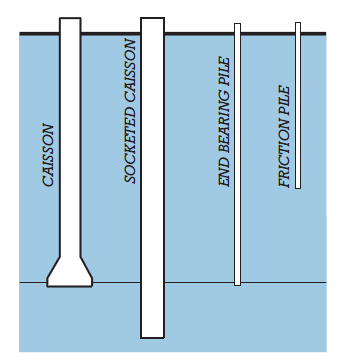 CAISSON
SOCKETED CAISSON
END BEARING PILE
FRICTION PILE